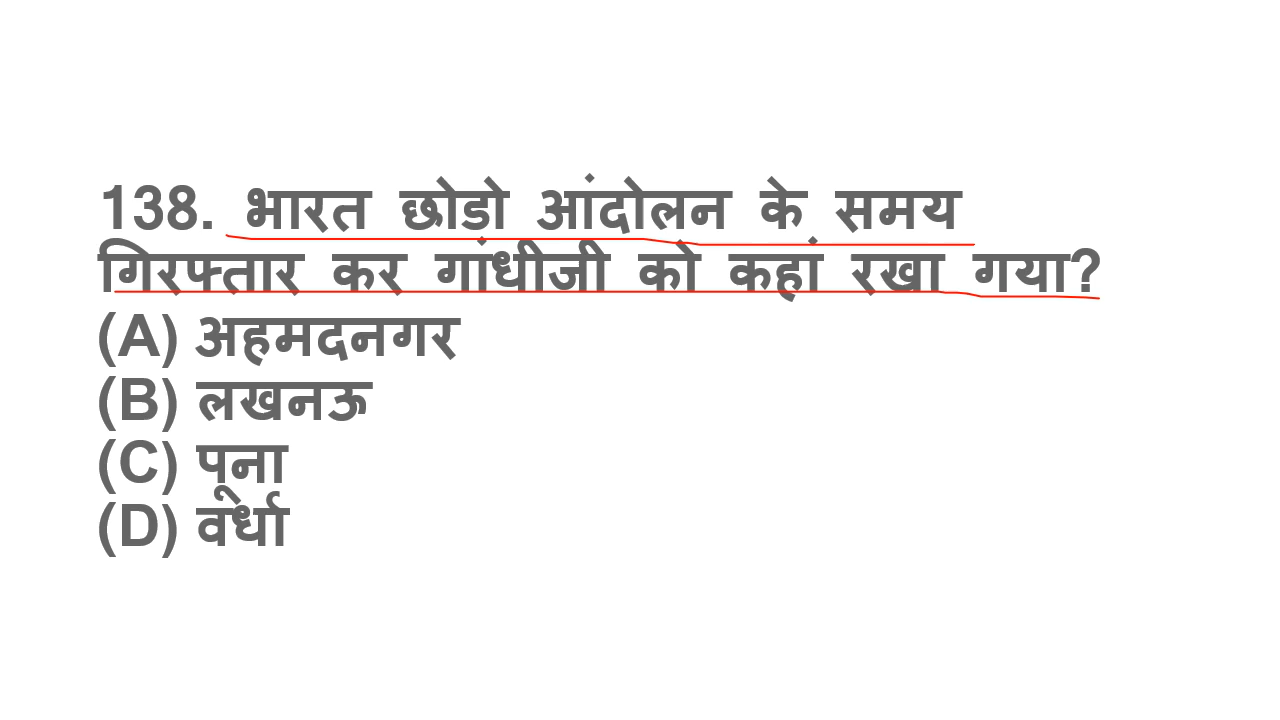 138. भारत छोडो आंदोलन के समय
गिरफ्तार कर गांधीजी को कहां रखा गया?
(A) अहमदनगर
(B) लखनऊ
(C) पूना
(D) वर्धा